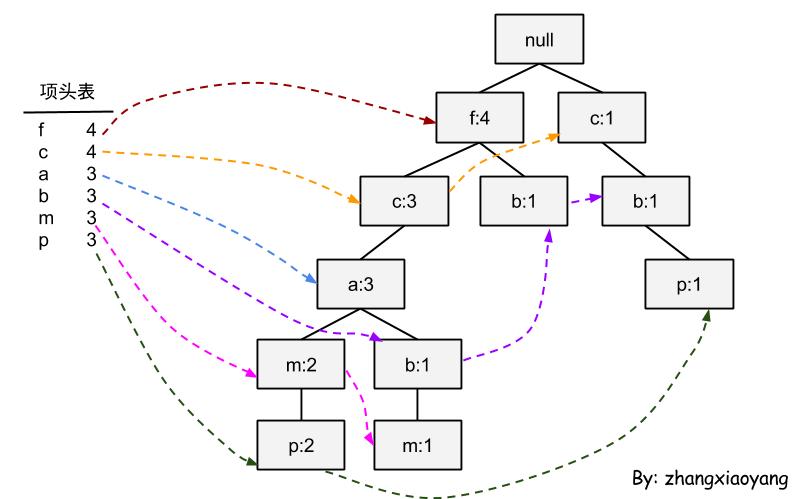 null
项头表
f:4
c:1
f 4
c 4
a 3
b 3
m 3
p 3
c:3
b:1
b:1
a:3
p:1
m:2
b:1
p:2
m:1
By: zhangxiaoyang